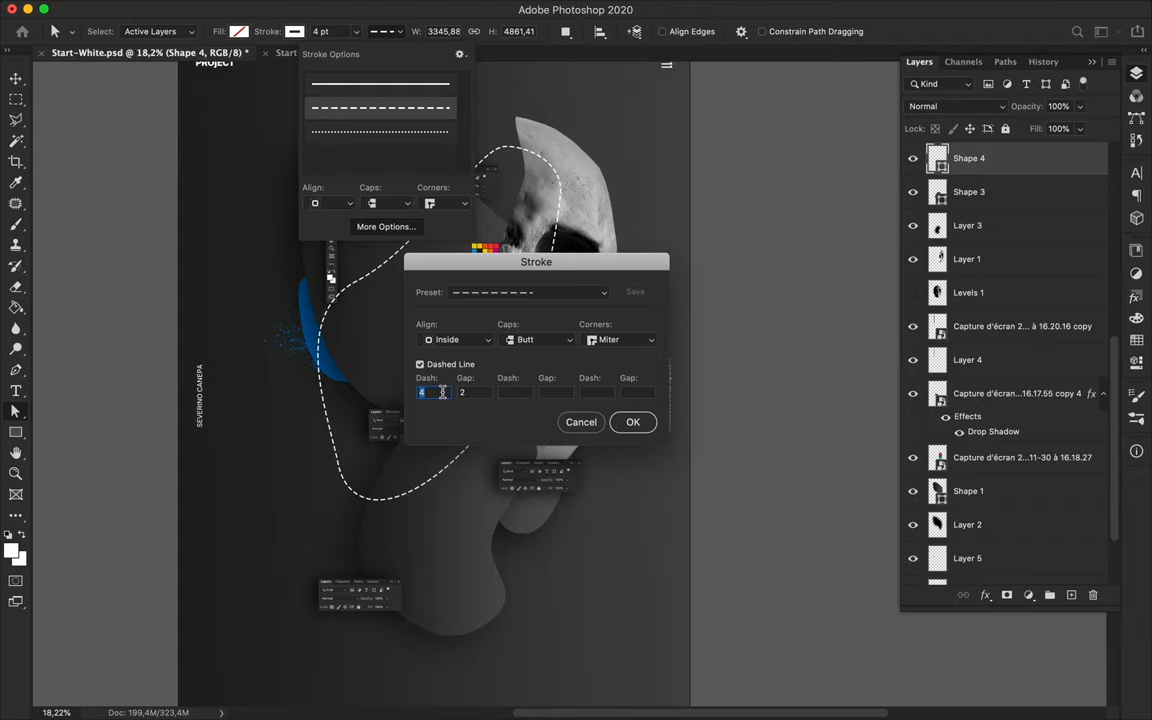 Adobe Photoshop 2020
Select: Active Layers Fill: Stroke: 4 pt W: 3345,88 H: 4861,41 Align Edges Constrain Path Dragging
Start-White.psd @ 18,2% (Shape 4, RGB/8) * Start
PROJECT
Stroke Options
Align: Caps: Corners:
More Options...
Stroke
Preset: Save
Align: Caps: Corners:
Inside Butt Miter
Dashed Line
Dash: Gap: Dash: Gap: Dash: Gap:
4 2
Cancel OK
SEVERINO CANEPA
Layers Channels Paths History
Kind
Normal Opacity: 100%
Lock: Fill: 100%
Shape 4
Shape 3
Layer 3
Layer 1
Levels 1
Capture d'écran 2... à 16.20.16 copy
Layer 4
Capture d'écran...16.17.55 copy 4 fx
Effects
Drop Shadow
Capture d'écran 2...11-30 à 16.18.27
Shape 1
Layer 2
Layer 5
18,22% Doc: 199,4M/323,4M